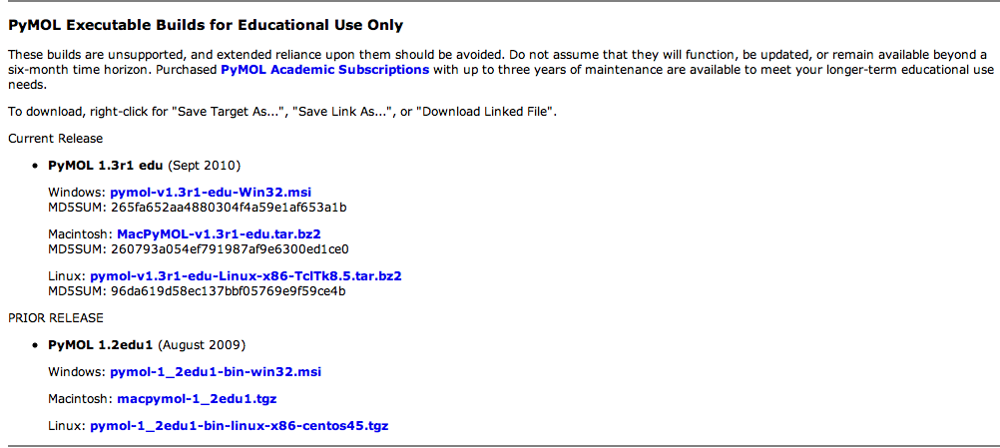 PyMOL Executable Builds for Educational Use Only
These builds are unsupported, and extended reliance upon them should be avoided. Do not assume that they will function, be updated, or remain available beyond a
six-month time horizon. Purchased PyMOL Academic Subscriptions with up to three years of maintenance are available to meet your longer-term educational use
needs.
To download, right-click for "Save Target As...", "Save Link As...", or "Download Linked File".
Current Release
• PyMOL 1.3r1 edu (Sept 2010)
Windows: pymol-v1.3r1-edu-Win32.msi
MD5SUM: 265fa652aa4880304f4a59e1af653a1b
Macintosh: MacPyMOL-v1.3r1-edu.tar.bz2
MD5SUM: 260793a054ef791987af9e6300ed1ce0
Linux: pymol-v1.3r1-edu-Linux-x86-TclTk8.5.tar.bz2
MD5SUM: 96da619d58ec137bbf05769e9f59ce4b
PRIOR RELEASE
• PyMOL 1.2edu1 (August 2009)
Windows: pymol-1_2edu1-bin-win32.msi
Macintosh: macpymol-1_2edu1.tgz
Linux: pymol-1_2edu1-bin-linux-x86-centos45.tgz